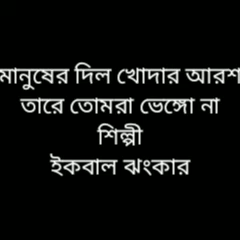 মানুষের দিল খোদার আরশ
তারে তোমরা ভেঙ্গো না
শিল্পী
ইকবাল ঝংকার